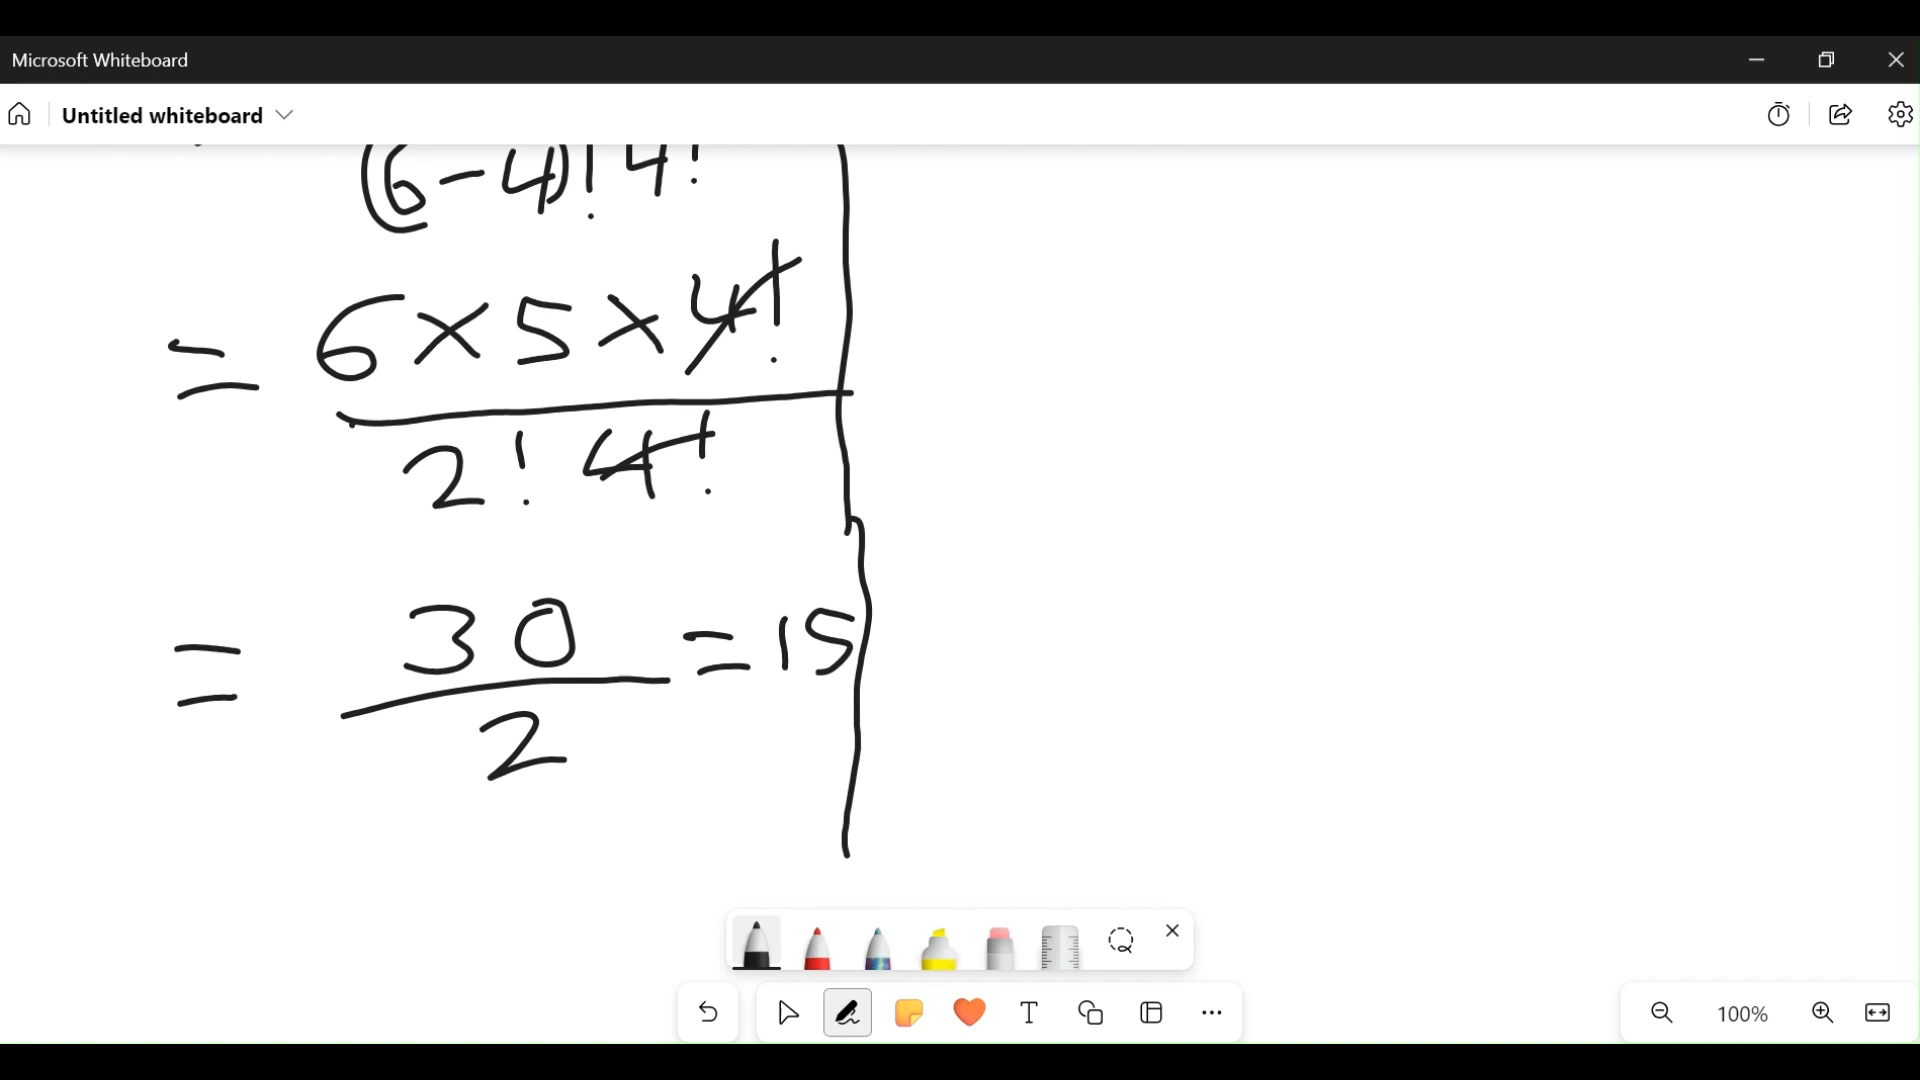 Microsoft Whiteboard
Untitled whiteboard
(6-4)! 4!
= 6×5×4!
2! 4!
= 30 = 15
2
T
100%